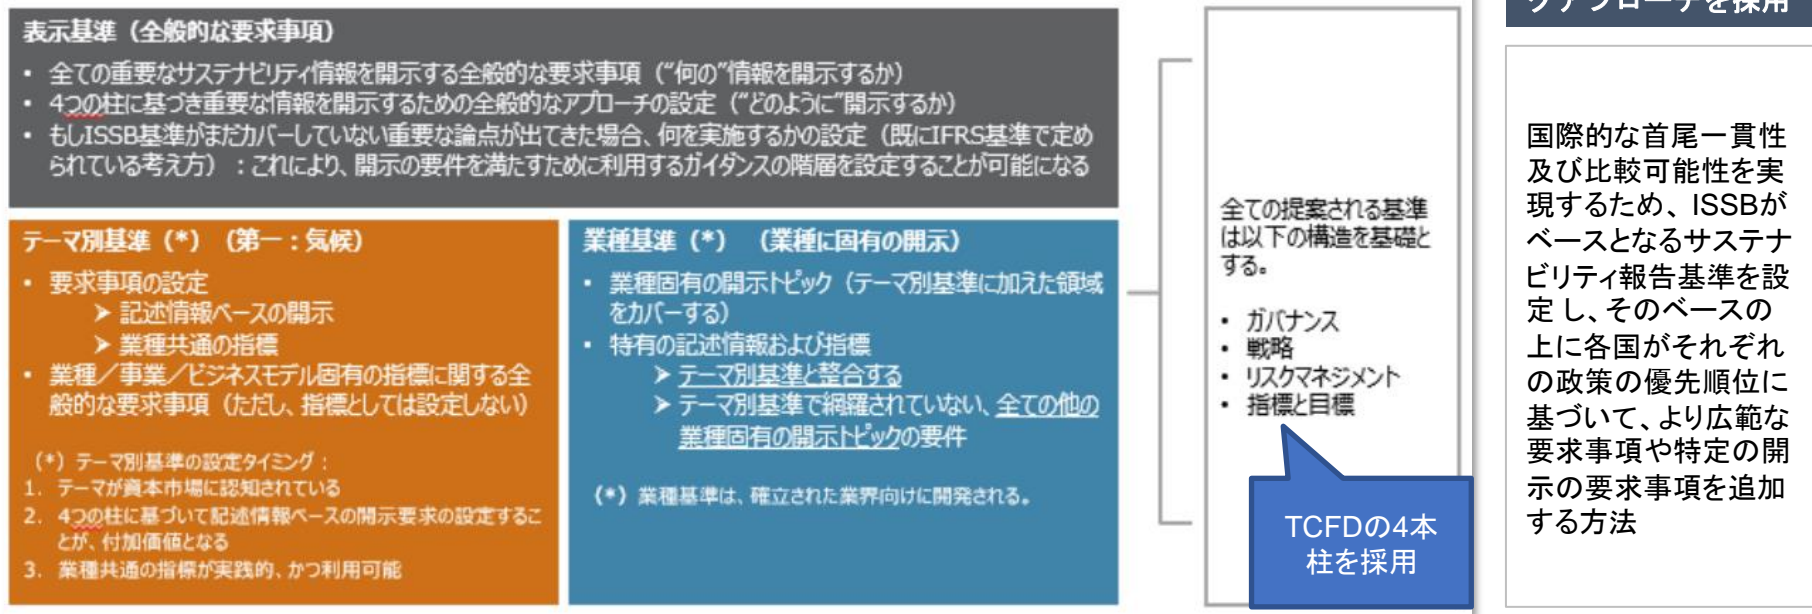 表示基準（全般的な要求事項）
• 全ての重要なサステナビリティ情報を開示する全般的な要求事項（“何の”情報を開示するか）
• 4つの柱に基づき重要な情報を開示するための全般的なアプローチの設定（“どのように”開示するか）
• もしISSB基準がまだカバーしていない重要な論点が出てきた場合、何を実施するかの設定（既にIFRS基準で定め
られている考え方）：これにより、開示の要件を満たすために利用するガイダンスの階層を設定することが可能になる
テーマ別基準（*）（第一：気候）
• 要求事項の設定
➤ 記述情報ベースの開示
➤ 業種共通の指標
• 業種／事業／ビジネスモデル固有の指標に関する全
般的な要求事項（ただし、指標としては設定しない）
（*）テーマ別基準の設定タイミング：
1. テーマが資本市場に認知されている
2. 4つの柱に基づいて記述情報ベースの開示要求の設定するこ
とが、付加価値となる
3. 業種共通の指標が実践的、かつ利用可能
業種基準（*）　（業種に固有の開示）
• 業種固有の開示トピック（テーマ別基準に加えた領域
をカバーする）
• 特有の記述情報および指標
➤ テーマ別基準と整合する
➤ テーマ別基準で網羅されていない、全ての他の
業種固有の開示トピックの要件
（*）業種基準は、確立された業界向けに開発される。
全ての提案される基準
は以下の構造を基礎と
する。
• ガバナンス
• 戦略
• リスクマネジメント
• 指標と目標
TCFDの4本
柱を採用
グアプローチを採用
国際的な首尾一貫性
及び比較可能性を実
現するため、ISSBが
ベースとなるサステナ
ビリティ報告基準を設
定し、そのベースの
上に各国がそれぞれ
の政策の優先順位に
基づいて、より広範な
要求事項や特定の開
示の要求事項を追加
する方法